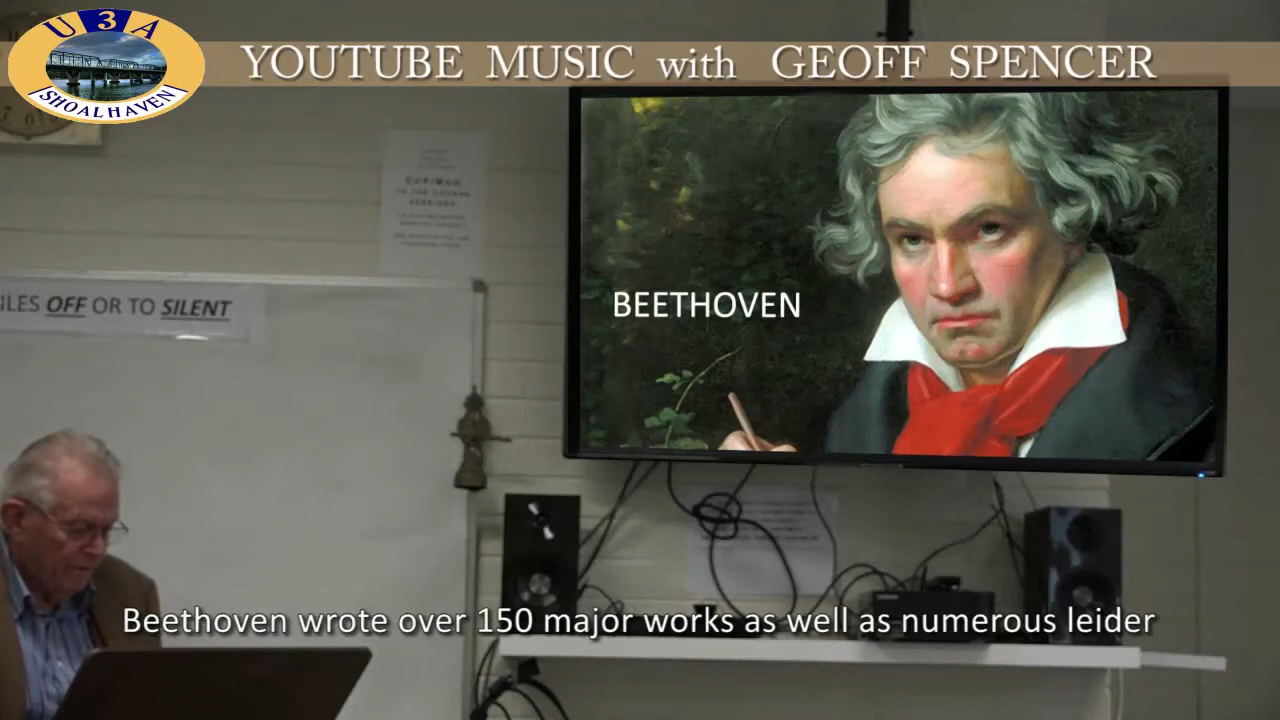 U 3 A
SHOALHAVEN
YOUTUBE MUSIC with GEOFF SPENCER
ILES OFF OR TO SILENT
BEETHOVEN
Beethoven wrote over 150 major works as well as numerous leider